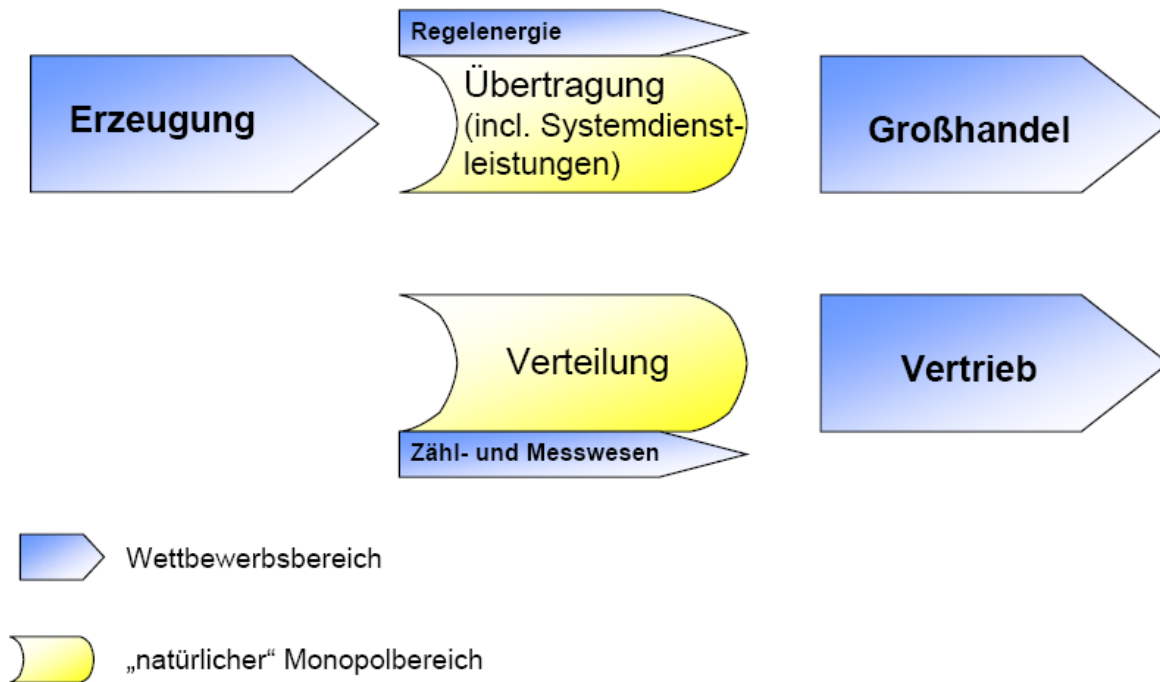 Regelenergie
Erzeugung
Übertragung
(incl. Systemdienst-
leistungen)
Großhandel
Verteilung
Vertrieb
Zähl- und Messwesen
Wettbewerbsbereich
„natürlicher“ Monopolbereich